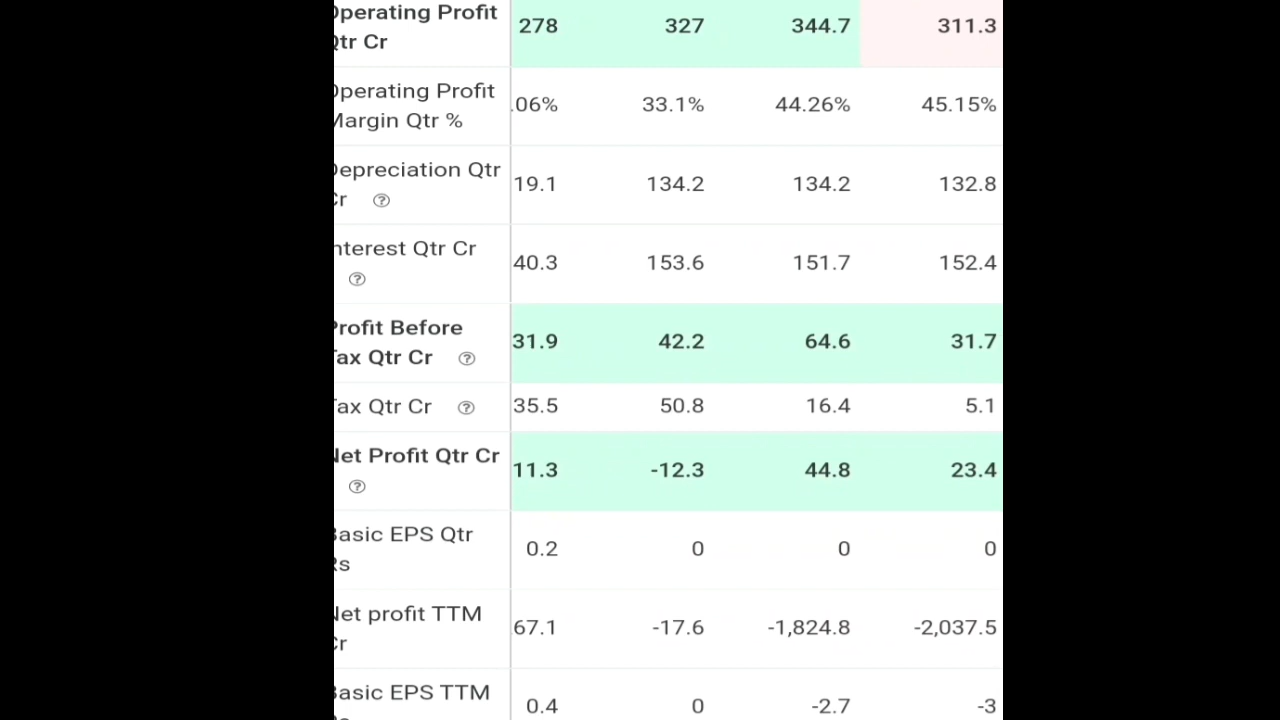 Operating Profit
Qtr Cr
278 327 344.7 311.3
Operating Profit
Margin Qtr %
.06% 33.1% 44.26% 45.15%
Depreciation Qtr
Cr
19.1 134.2 134.2 132.8
Interest Qtr Cr
40.3 153.6 151.7 152.4
Profit Before
Tax Qtr Cr
31.9 42.2 64.6 31.7
Tax Qtr Cr
35.5 50.8 16.4 5.1
Net Profit Qtr Cr
11.3 -12.3 44.8 23.4
Basic EPS Qtr
Rs
0.2 0 0 0
Net profit TTM
Cr
67.1 -17.6 -1,824.8 -2,037.5
Basic EPS TTM
0.4 0 -2.7 -3